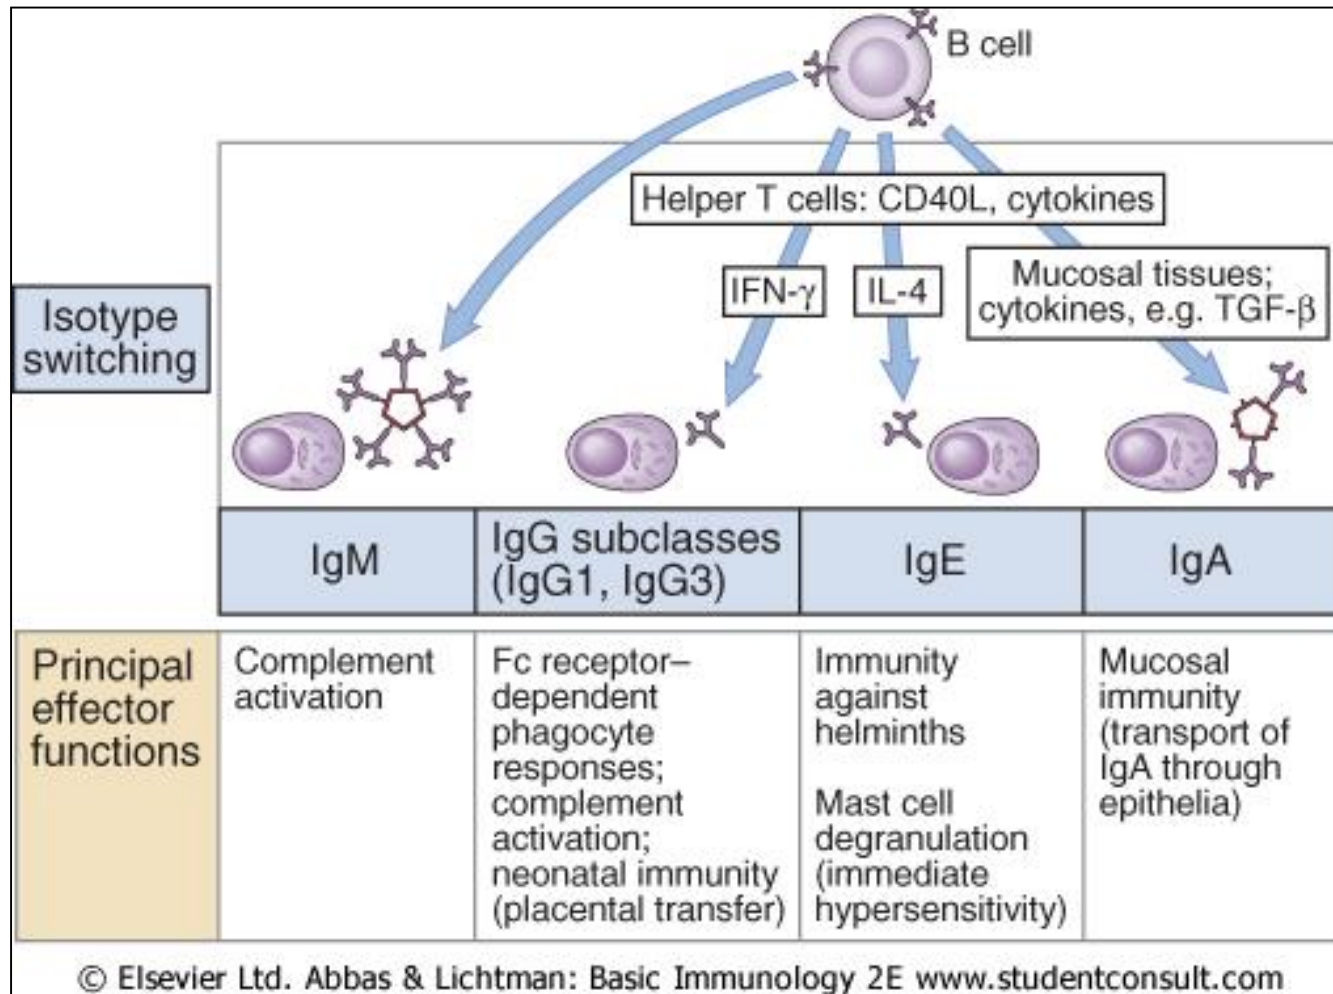 B cell
Helper T cells: CD40L, cytokines
IFN-γ
IL-4
Mucosal tissues;
cytokines, e.g. TGF-β
Isotype
switching
IgM
IgG subclasses
(IgG1, IgG3)
IgE
IgA
Principal
effector
functions
Complement
activation
Fc receptor–
dependent
phagocyte
responses;
complement
activation;
neonatal immunity
(placental transfer)
Immunity
against
helminths
Mast cell
degranulation
(immediate
hypersensitivity)
Mucosal
immunity
(transport of
IgA through
epithelia)
© Elsevier Ltd. Abbas & Lichtman: Basic Immunology 2E www.studentconsult.com